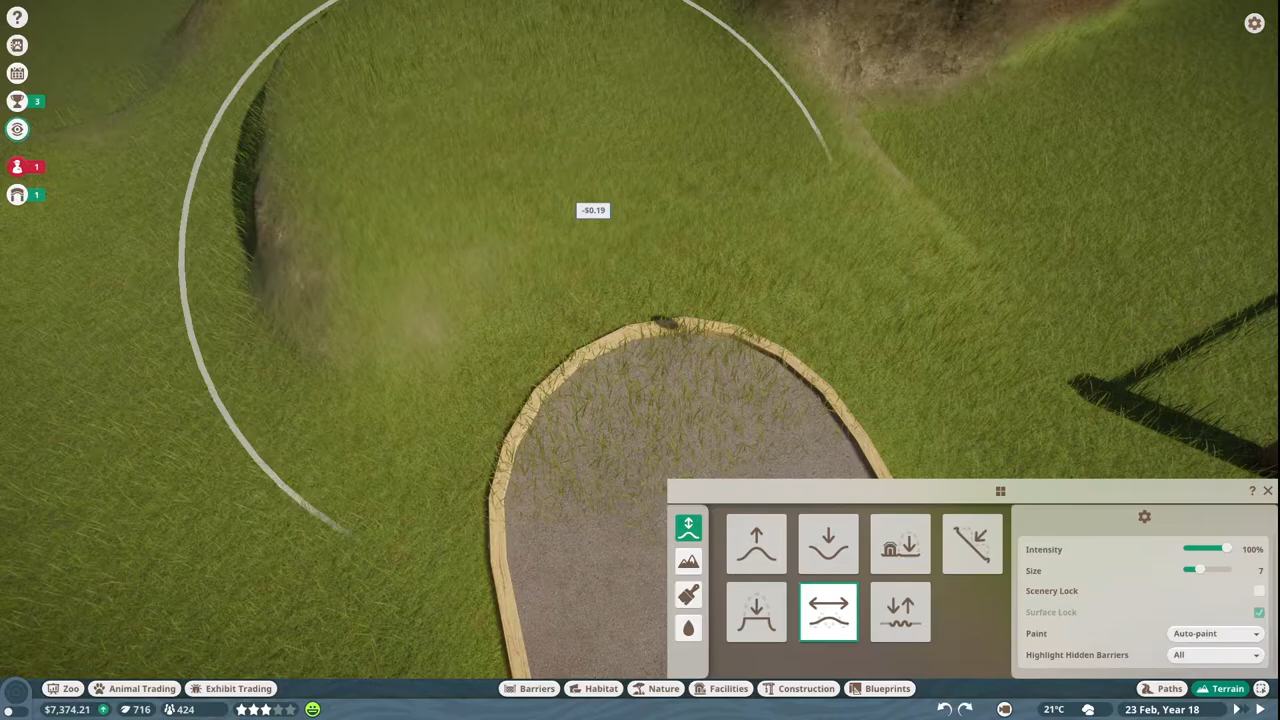 ?
3
1
1
-$0.19
? ×
Intensity 100%
Size 7
Scenery Lock
Surface Lock
Paint Auto-paint
Highlight Hidden Barriers All
Zoo Animal Trading Exhibit Trading Barriers Habitat Nature Facilities Construction Blueprints Paths Terrain
$7,374.21 716 424 21°C 23 Feb, Year 18